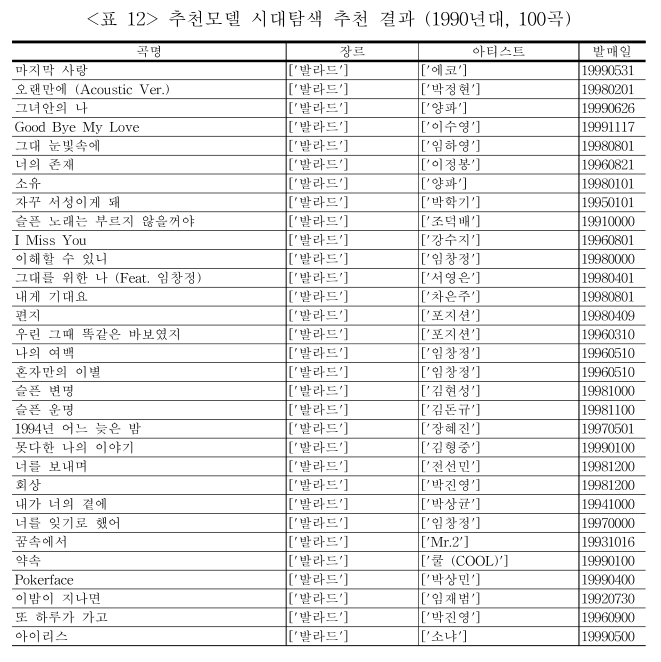 <표 12> 추천모델 시대탐색 추천 결과 (1990년대, 100곡)
곡명 장르 아티스트 발매일
마지막 사랑 ['발라드'] ['에코'] 19990531
오랜만에 (Acoustic Ver.) ['발라드'] ['박정현'] 19980201
그녀안의 나 ['발라드'] ['양파'] 19990626
Good Bye My Love ['발라드'] ['이수영'] 19991117
그대 눈빛속에 ['발라드'] ['임하영'] 19980801
너의 존재 ['발라드'] ['이정봉'] 19960821
소유 ['발라드'] ['양파'] 19980101
자꾸 서성이게 돼 ['발라드'] ['박학기'] 19950101
슬픈 노래는 부르지 않을꺼야 ['발라드'] ['조덕배'] 19910000
I Miss You ['발라드'] ['강수지'] 19960801
이해할 수 있니 ['발라드'] ['임창정'] 19980000
그대를 위한 나 (Feat. 임창정) ['발라드'] ['서영은'] 19980401
내게 기대요 ['발라드'] ['차은주'] 19980801
편지 ['발라드'] ['포지션'] 19980409
우린 그때 똑같은 바보였지 ['발라드'] ['포지션'] 19960310
나의 여백 ['발라드'] ['임창정'] 19960510
혼자만의 이별 ['발라드'] ['임창정'] 19960510
슬픈 변명 ['발라드'] ['김현성'] 19981000
슬픈 운명 ['발라드'] ['김돈규'] 19981100
1994년 어느 늦은 밤 ['발라드'] ['장혜진'] 19970501
못다한 나의 이야기 ['발라드'] ['김형중'] 19990100
너를 보내며 ['발라드'] ['전선민'] 19981200
회상 ['발라드'] ['박진영'] 19981200
내가 너의 곁에 ['발라드'] ['박상균'] 19941000
너를 잊기로 했어 ['발라드'] ['임창정'] 19970000
꿈속에서 ['발라드'] ['Mr.2'] 19931016
약속 ['발라드'] ['쿨 (COOL)'] 19990100
Pokerface ['발라드'] ['박상민'] 19990400
이밤이 지나면 ['발라드'] ['임재범'] 19920730
또 하루가 가고 ['발라드'] ['박진영'] 19960900
아이리스 ['발라드'] ['소냐'] 19990500